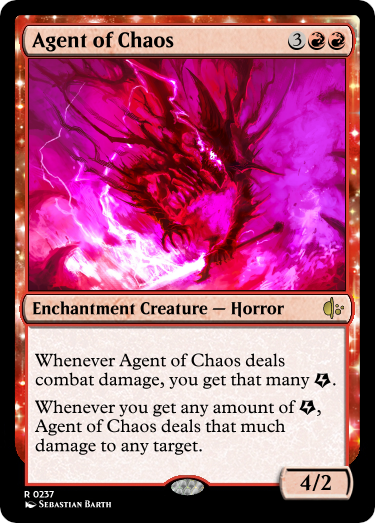 Agent of Chaos 3
Enchantment Creature — Horror
Whenever Agent of Chaos deals
combat damage, you get that many .
Whenever you get any amount of ,
Agent of Chaos deals that much
damage to any target.
4/2
R 0237
Sebastian Barth